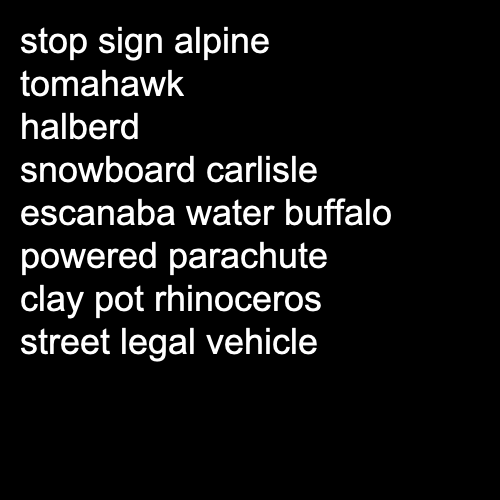 stop sign alpine
tomahawk
halberd
snowboard carlisle
escanaba water buffalo
powered parachute
clay pot rhinoceros
street legal vehicle